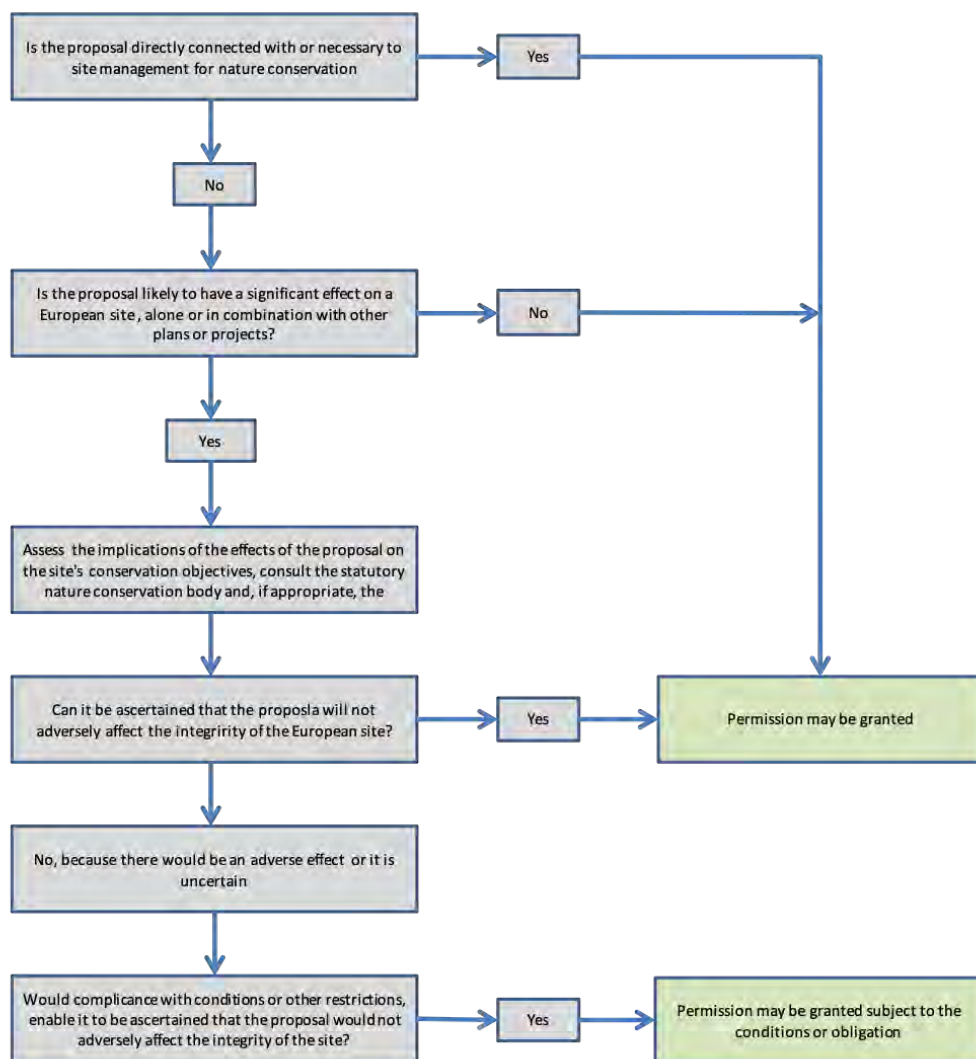 Is the proposal directly connected with or necessary to
site management for nature conservation
Yes
No
Is the proposal likely to have a significant effect on a
European site , alone or in combination with other
plans or projects?
No
Yes
Assess the implications of the effects of the proposal on
the site's conservation objectives, consult the statutory
nature conservation body and, if appropriate, the
Can it be ascertained that the proposla will not
adversely affect the integririty of the European site?
Yes
Permission may be granted
No, because there would be an adverse effect or it is
uncertain
Would complicance with conditions or other restrictions,
enable it to be ascertained that the proposal would not
adversely affect the integrity of the site?
Yes
Permission may be granted subject to the
conditions or obligation